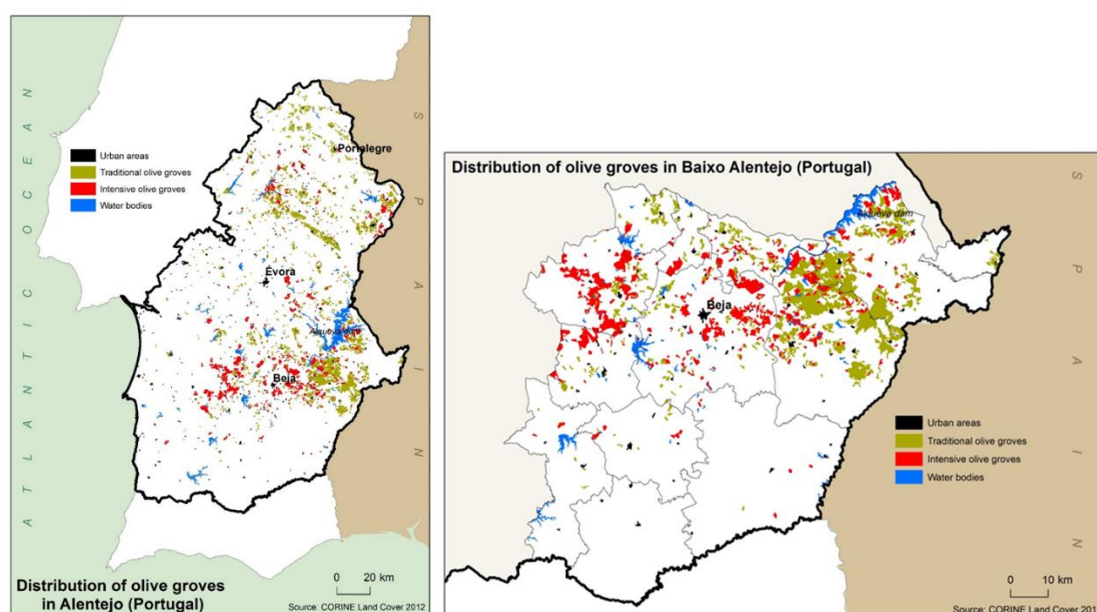 ATLANTIC OCEAN
SPAIN
Urban areas
Traditional olive groves
Intensive olive groves
Water bodies
Portalegre
Évora
Alqueva dam
Beja
Distribution of olive groves
in Alentejo (Portugal)
0 20 km
Source: CORINE Land Cover 2012
Distribution of olive groves in Baixo Alentejo (Portugal)
Alqueva dam
Beja
SPAIN
Urban areas
Traditional olive groves
Intensive olive groves
Water bodies
0 10 km
Source: CORINE Land Cover 201